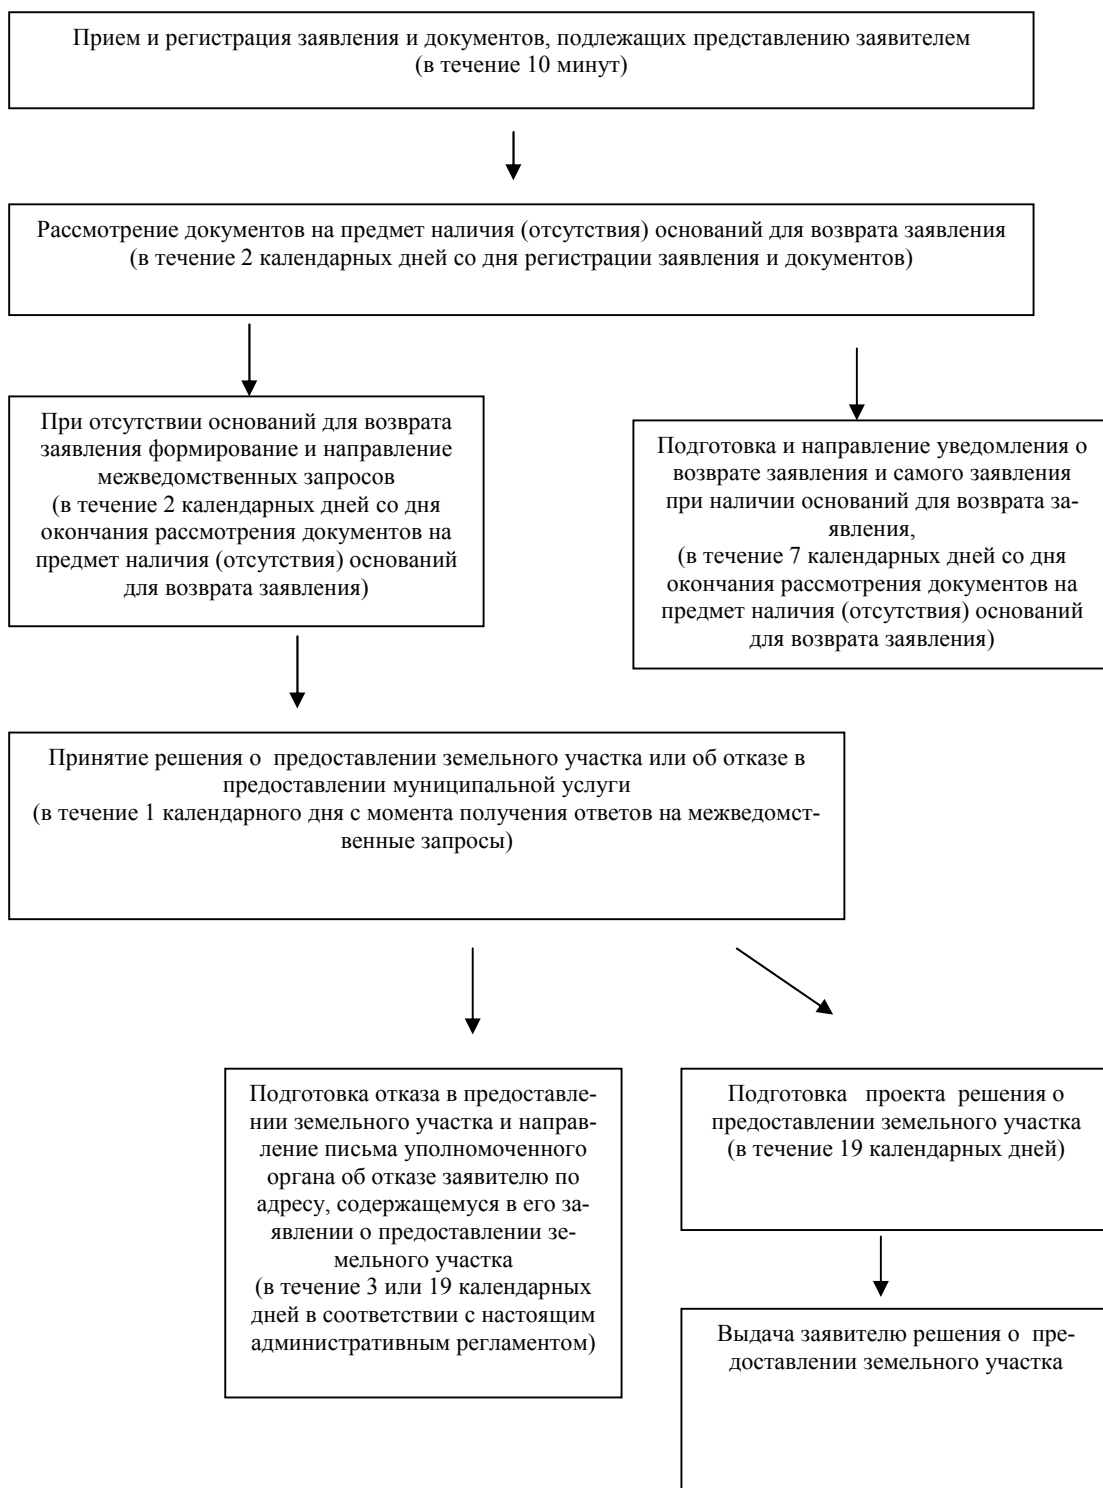 Прием и регистрация заявления и документов, подлежащих представлению заявителем
(в течение 10 минут)
Рассмотрение документов на предмет наличия (отсутствия) оснований для возврата заявления
(в течение 2 календарных дней со дня регистрации заявления и документов)
При отсутствии оснований для возврата
заявления формирование и направление
межведомственных запросов
(в течение 2 календарных дней со дня
окончания рассмотрения документов на
предмет наличия (отсутствия) оснований
для возврата заявления)
Подготовка и направление уведомления о
возврате заявления и самого заявления
при наличии оснований для возврата за-
явления,
(в течение 7 календарных дней со дня
окончания рассмотрения документов на
предмет наличия (отсутствия) оснований
для возврата заявления)
Принятие решения о предоставлении земельного участка или об отказе в
предоставлении муниципальной услуги
(в течение 1 календарного дня с момента получения ответов на межведомст-
венные запросы)
Подготовка отказа в предоставле-
нии земельного участка и направ-
ление письма уполномоченного
органа об отказе заявителю по
адресу, содержащемуся в его за-
явлении о предоставлении зе-
мельного участка
(в течение 3 или 19 календарных
дней в соответствии с настоящим
административным регламентом)
Подготовка проекта решения о
предоставлении земельного участка
(в течение 19 календарных дней)
Выдача заявителю решения о пре-
доставлении земельного участка